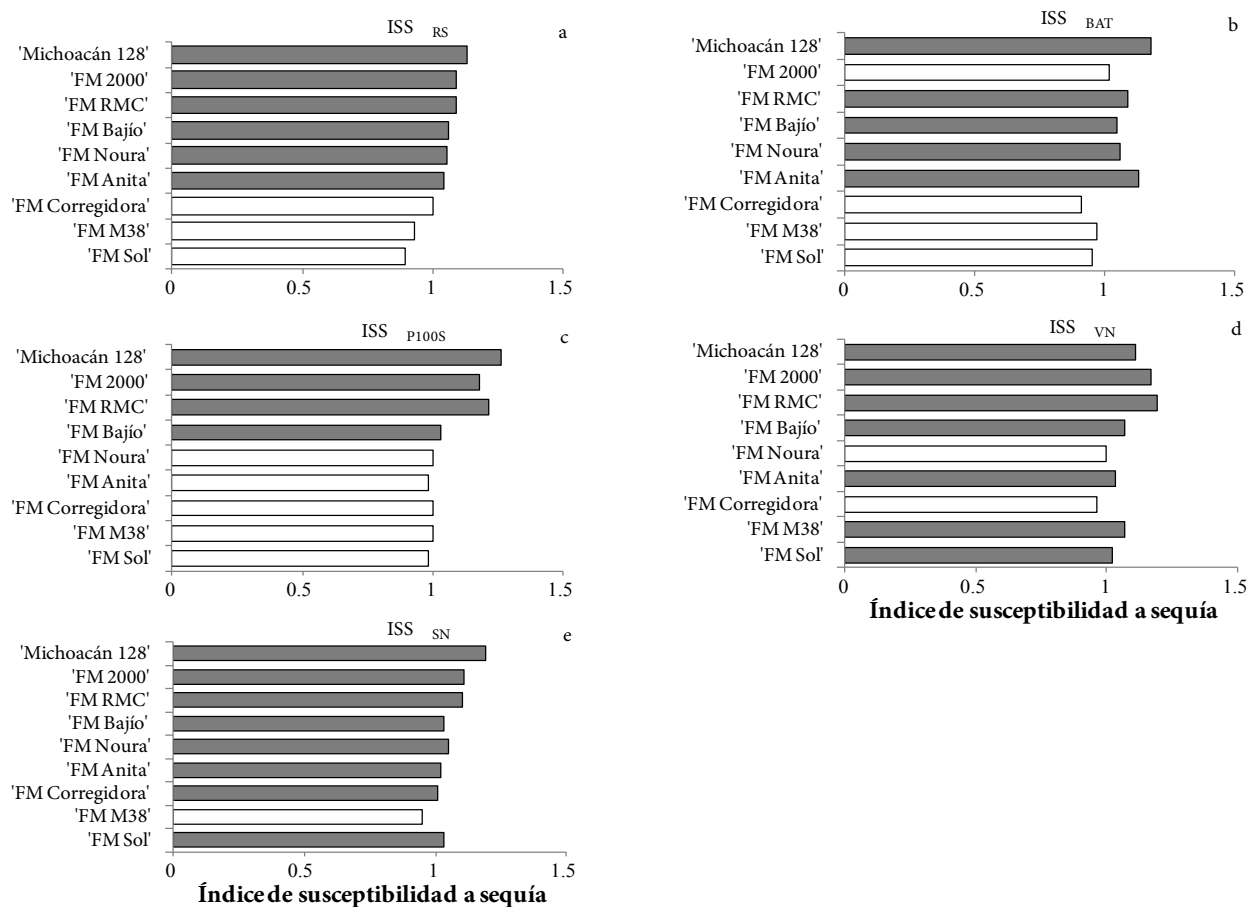 ISS RS
a
'Michoacán 128'
'FM 2000'
'FM RMC'
'FM Bajío'
'FM Noura'
'FM Anita'
'FM Corregidora'
'FM M38'
'FM Sol'
0 0.5 1 1.5
ISS BAT
b
'Michoacán 128'
'FM 2000'
'FM RMC'
'FM Bajío'
'FM Noura'
'FM Anita'
'FM Corregidora'
'FM M38'
'FM Sol'
0 0.5 1 1.5
ISS P100S
c
'Michoacán 128'
'FM 2000'
'FM RMC'
'FM Bajío'
'FM Noura'
'FM Anita'
'FM Corregidora'
'FM M38'
'FM Sol'
0 0.5 1 1.5
ISS VN
d
'Michoacán 128'
'FM 2000'
'FM RMC'
'FM Bajío'
'FM Noura'
'FM Anita'
'FM Corregidora'
'FM M38'
'FM Sol'
0 0.5 1 1.5
Índice de susceptibilidad a sequía
ISS SN
e
'Michoacán 128'
'FM 2000'
'FM RMC'
'FM Bajío'
'FM Noura'
'FM Anita'
'FM Corregidora'
'FM M38'
'FM Sol'
0 0.5 1 1.5
Índice de susceptibilidad a sequía